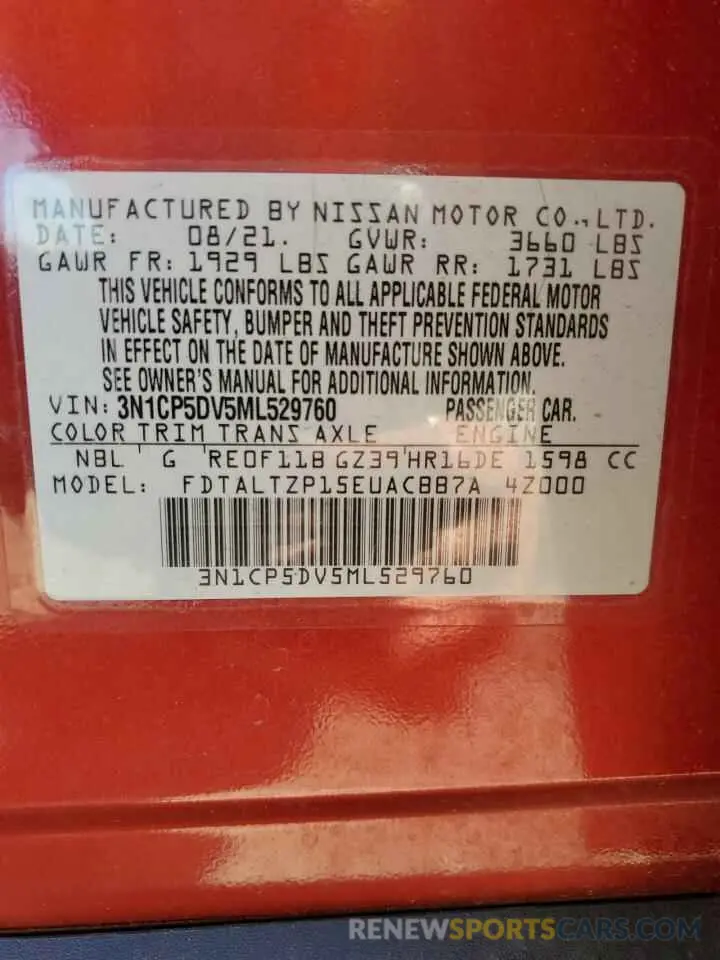 MANUFACTURED BY NISSAN MOTOR CO.,LTD.
DATE: 08/21. GVWR: 3660 LBS
GAWR FR: 1929 LBS GAWR RR: 1731 LBS
THIS VEHICLE CONFORMS TO ALL APPLICABLE FEDERAL MOTOR
VEHICLE SAFETY, BUMPER AND THEFT PREVENTION STANDARDS
IN EFFECT ON THE DATE OF MANUFACTURE SHOWN ABOVE.
SEE OWNER'S MANUAL FOR ADDITIONAL INFORMATION.
VIN: 3N1CP5DV5ML529760 PASSENGER CAR.
COLOR TRIM TRANS AXLE ENGINE
NBL G RE0F11B GZ39 HR16DE 1598 CC
MODEL: FDTALTZP15EUACBB7A 4Z000
3N1CP5DV5ML529760
RENEWSPORTSCARS.COM